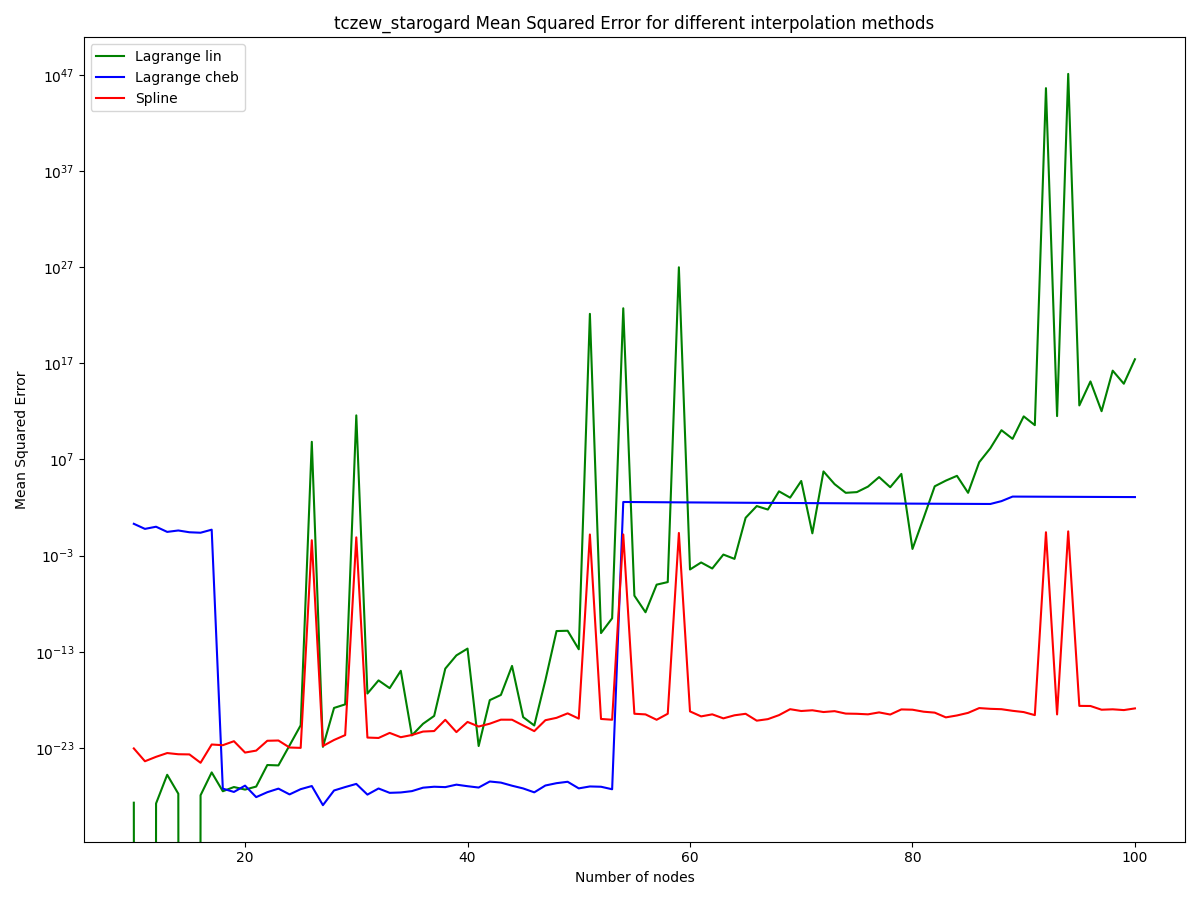 tczew_starogard Mean Squared Error for different interpolation methods
Lagrange lin
Lagrange cheb
Spline
10^47
10^37
10^27
10^17
10^7
10^-3
10^-13
10^-23
Mean Squared Error
20 40 60 80 100
Number of nodes